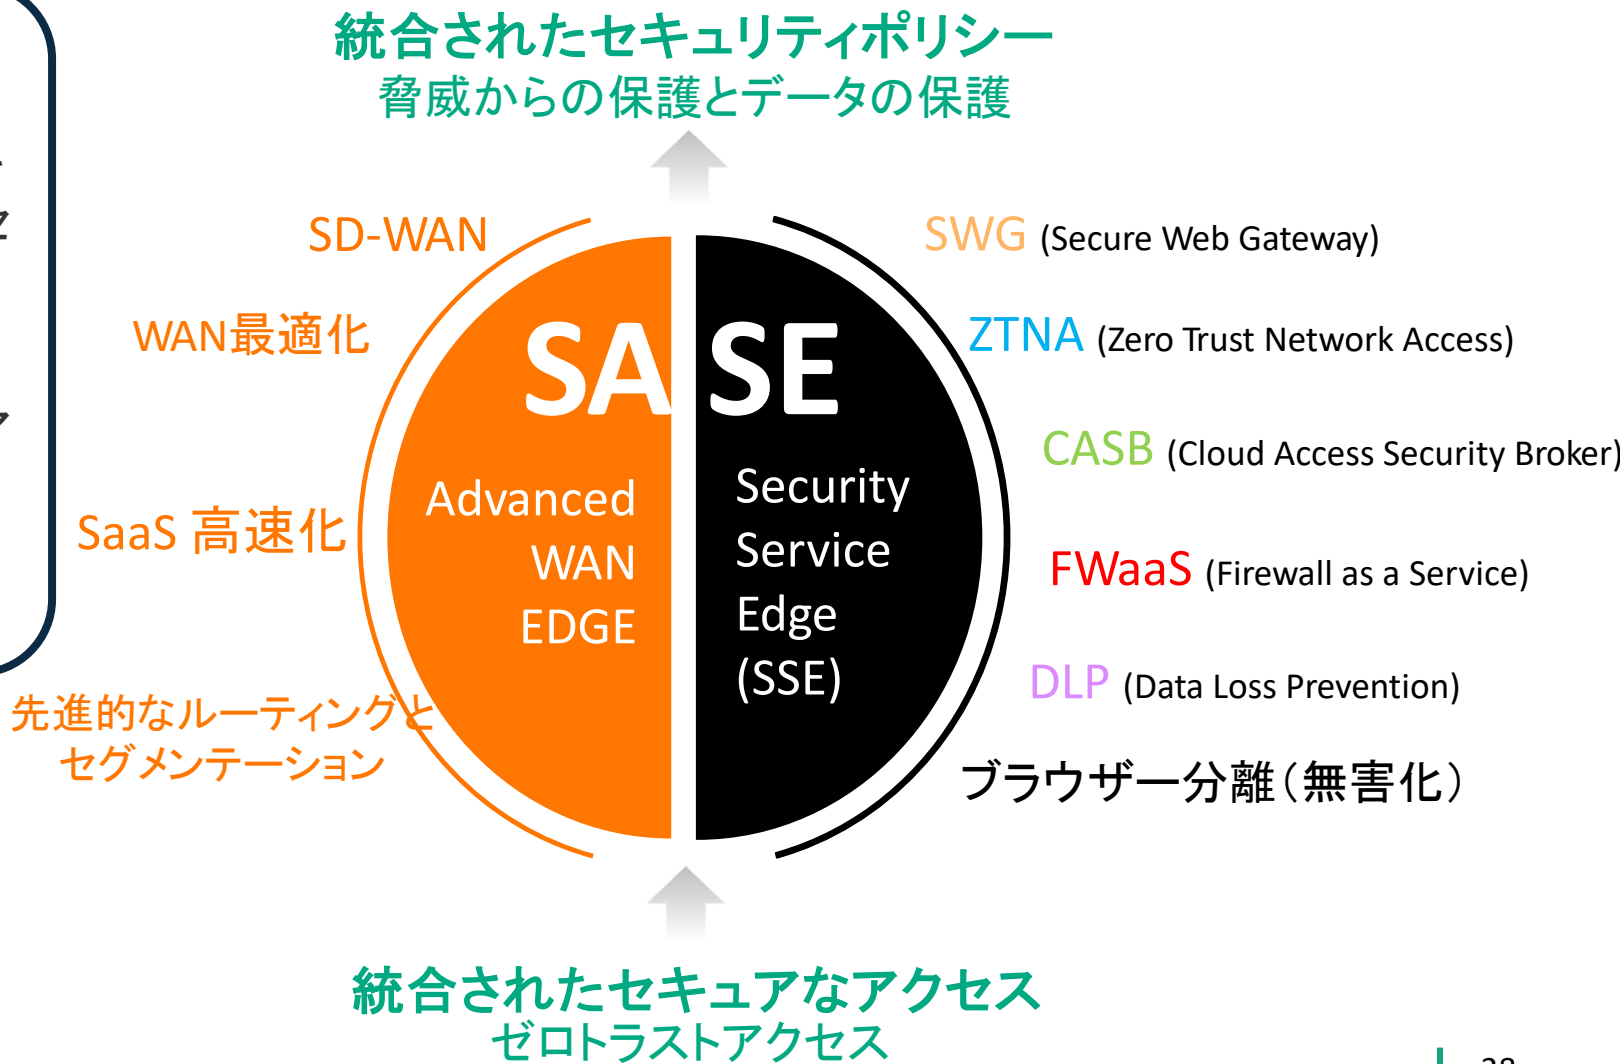 統合されたセキュリティポリシー
脅威からの保護とデータの保護
SD-WAN
WAN最適化
SaaS 高速化
先進的なルーティングと
セグメンテーション
SA SE
Advanced
WAN
EDGE
Security
Service
Edge
(SSE)
SWG (Secure Web Gateway)
ZTNA (Zero Trust Network Access)
CASB (Cloud Access Security Broker)
FWaaS (Firewall as a Service)
DLP (Data Loss Prevention)
ブラウザー分離(無害化)
統合されたセキュアなアクセス
ゼロトラストアクセス